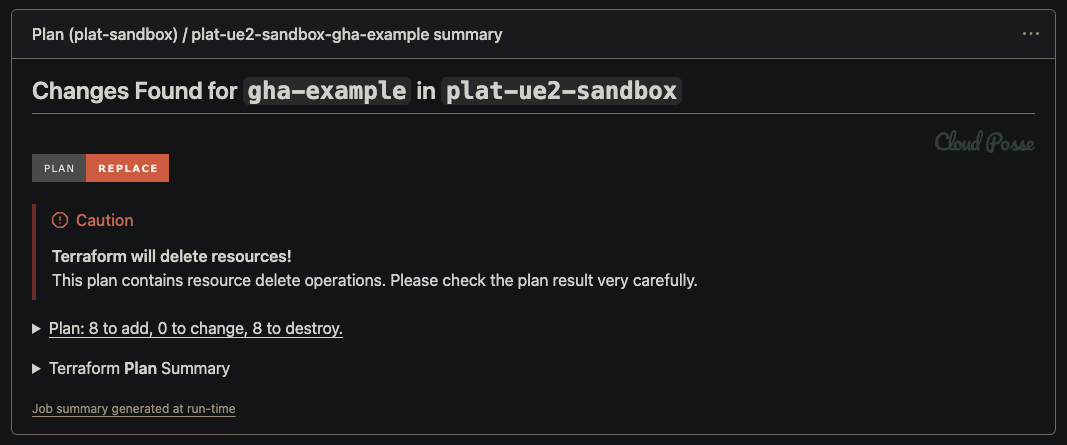 Plan (plat-sandbox) / plat-ue2-sandbox-gha-example summary
Changes Found for gha-example in plat-ue2-sandbox
Cloud Posse
PLAN REPLACE
Caution
Terraform will delete resources!
This plan contains resource delete operations. Please check the plan result very carefully.
Plan: 8 to add, 0 to change, 8 to destroy.
Terraform Plan Summary
Job summary generated at run-time